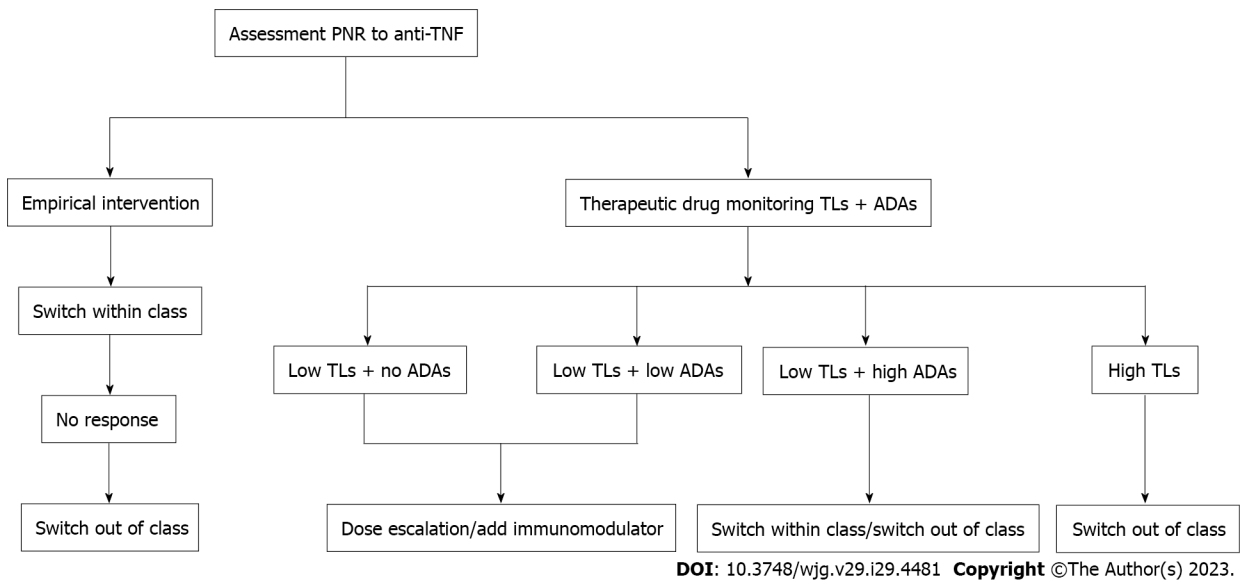 Assessment PNR to anti-TNF
Empirical intervention
Therapeutic drug monitoring TLs + ADAs
Switch within class
Low TLs + no ADAs
Low TLs + low ADAs
Low TLs + high ADAs
High TLs
No response
Switch out of class
Dose escalation/add immunomodulator
Switch within class/switch out of class
Switch out of class
DOI: 10.3748/wjg.v29.i29.4481 Copyright ©The Author(s) 2023.